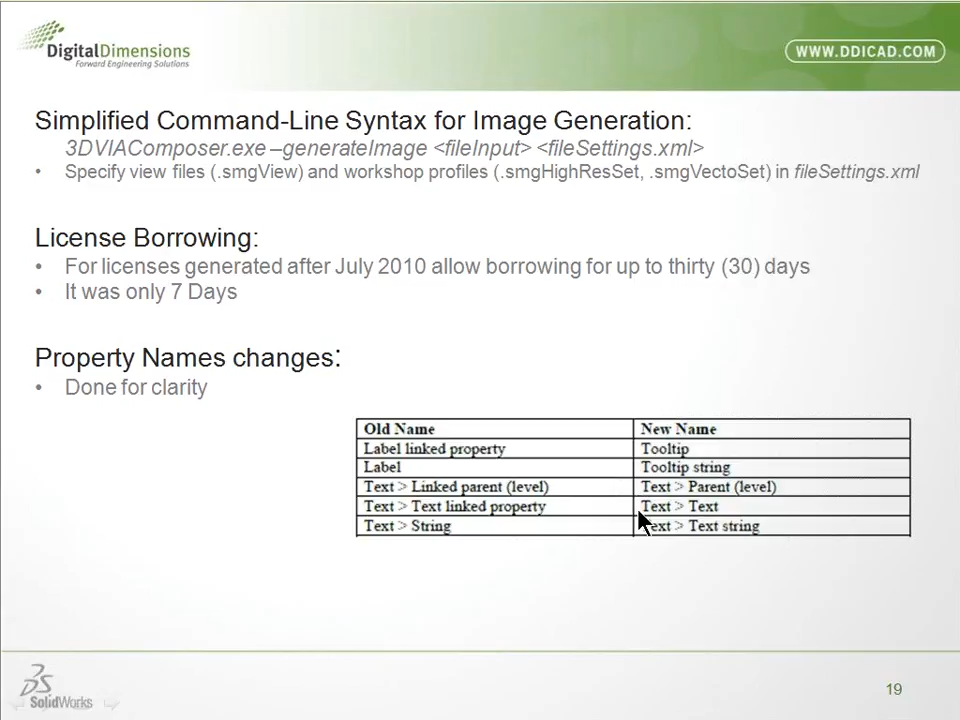 DigitalDimensions
Forward Engineering Solutions
WWW.DDICAD.COM
Simplified Command-Line Syntax for Image Generation:
3DVIAComposer.exe –generateImage <fileInput> <fileSettings.xml>
• Specify view files (.smgView) and workshop profiles (.smgHighResSet, .smgVectoSet) in fileSettings.xml
License Borrowing:
• For licenses generated after July 2010 allow borrowing for up to thirty (30) days
• It was only 7 Days
Property Names changes:
• Done for clarity
Old Name New Name
Label linked property Tooltip
Label Tooltip string
Text > Linked parent (level) Text > Parent (level)
Text > Text linked property Text > Text
Text > String Text > Text string
SolidWorks
19